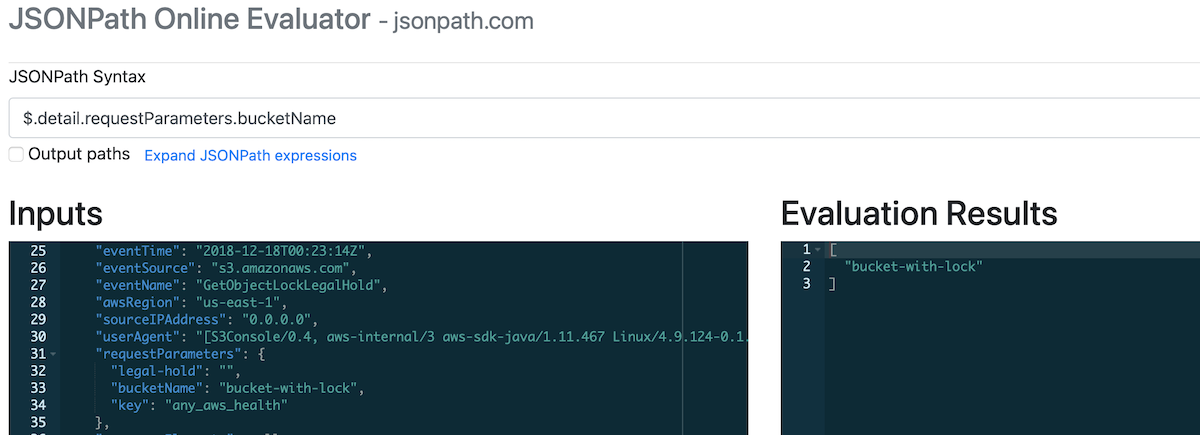 JSONPath Online Evaluator - jsonpath.com
JSONPath Syntax
$.detail.requestParameters.bucketName
Output paths Expand JSONPath expressions
Inputs
25 "eventTime": "2018-12-18T00:23:14Z",
26 "eventSource": "s3.amazonaws.com",
27 "eventName": "GetObjectLockLegalHold",
28 "awsRegion": "us-east-1",
29 "sourceIPAddress": "0.0.0.0",
30 "userAgent": "[S3Console/0.4, aws-internal/3 aws-sdk-java/1.11.467 Linux/4.9.124-0.1.
31 "requestParameters": {
32 "legal-hold": "",
33 "bucketName": "bucket-with-lock",
34 "key": "any_aws_health"
35 },
Evaluation Results
1 [
2 "bucket-with-lock"
3 ]